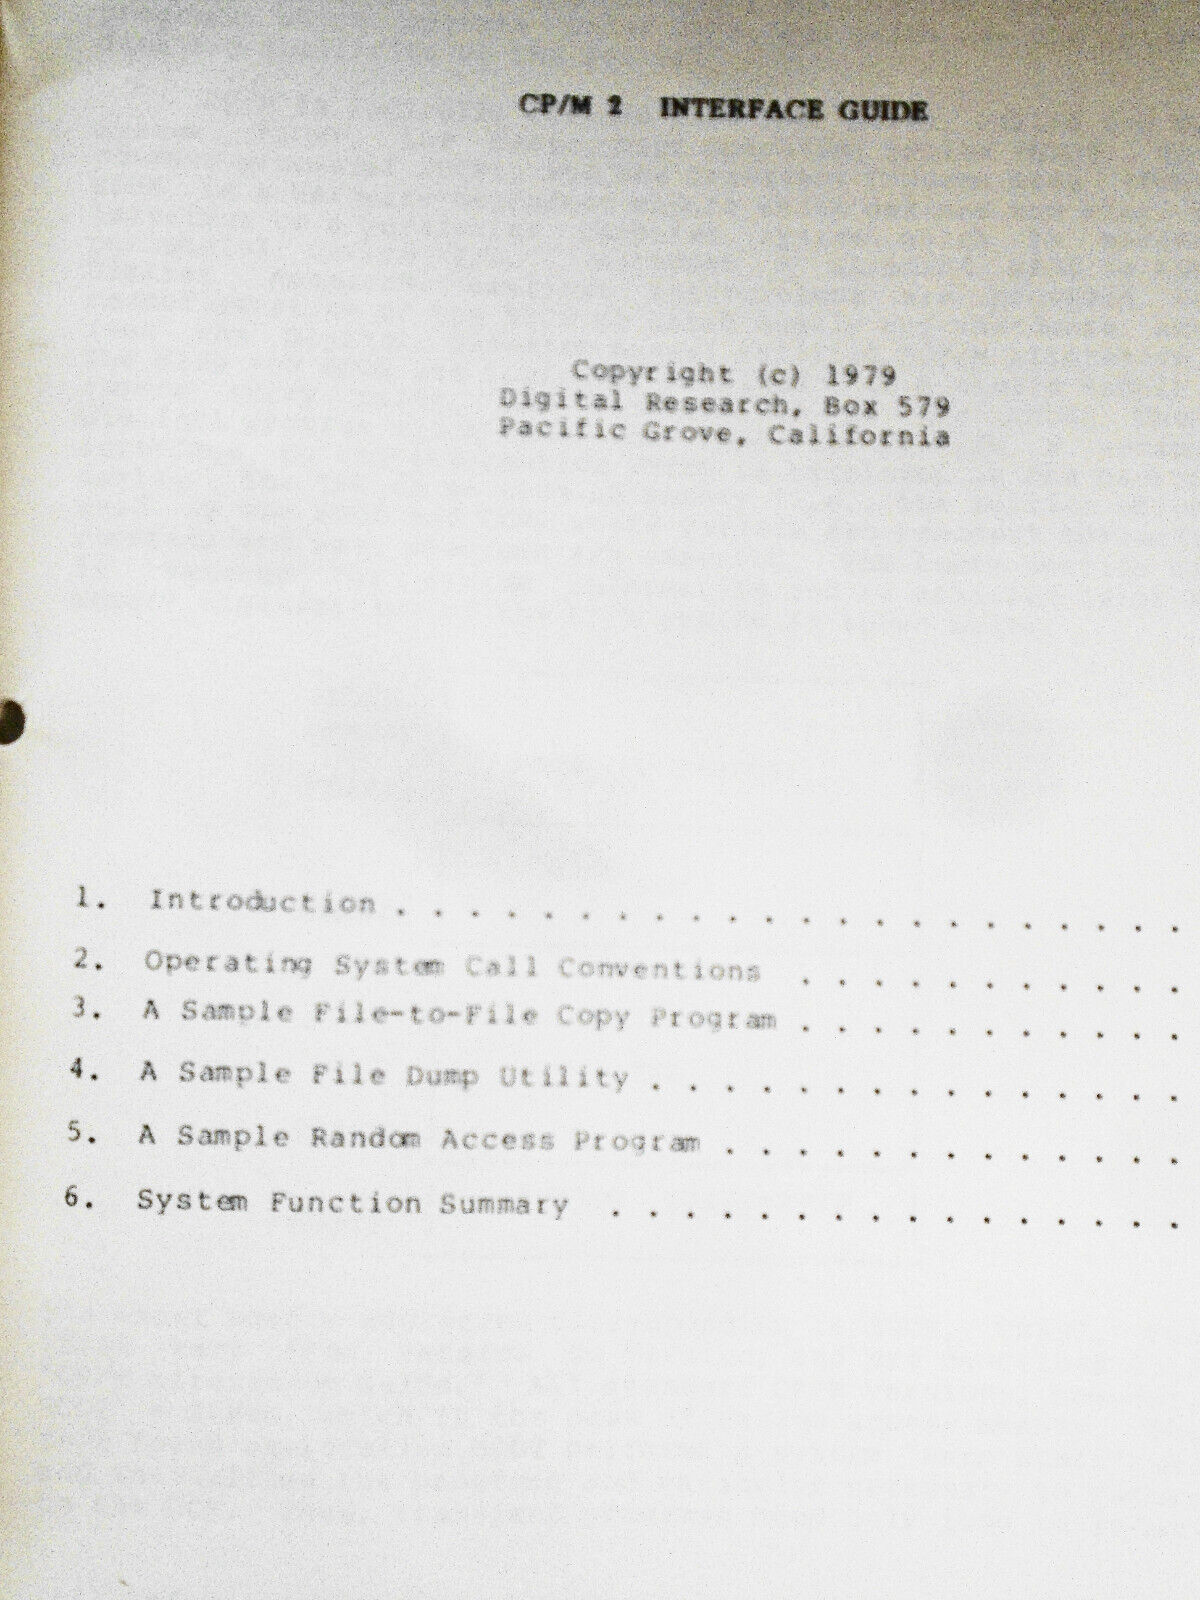 CP/M 2 INTERFACE GUIDE
Copyright (c) 1979
Digital Research, Box 579
Pacific Grove, California
1. Introduction . . . . . . . . . . . . . . . . . . . . . .
2. Operating System Call Conventions . . . . . . . . . . .
3. A Sample File-to-File Copy Program . . . . . . . . . . .
4. A Sample File Dump Utility . . . . . . . . . . . . . . .
5. A Sample Random Access Program . . . . . . . . . . . . .
6. System Function Summary . . . . . . . . . . . . . . . .